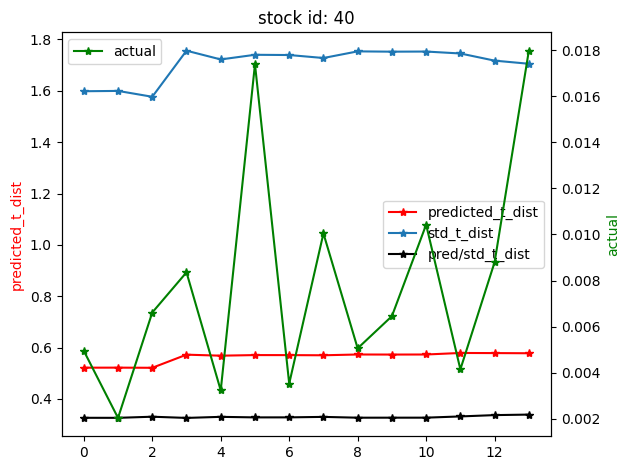 stock id: 40
actual
predicted_t_dist
std_t_dist
pred/std_t_dist
predicted_t_dist
actual
1.8
1.6
1.4
1.2
1.0
0.8
0.6
0.4
0.018
0.016
0.014
0.012
0.010
0.008
0.006
0.004
0.002
0 2 4 6 8 10 12